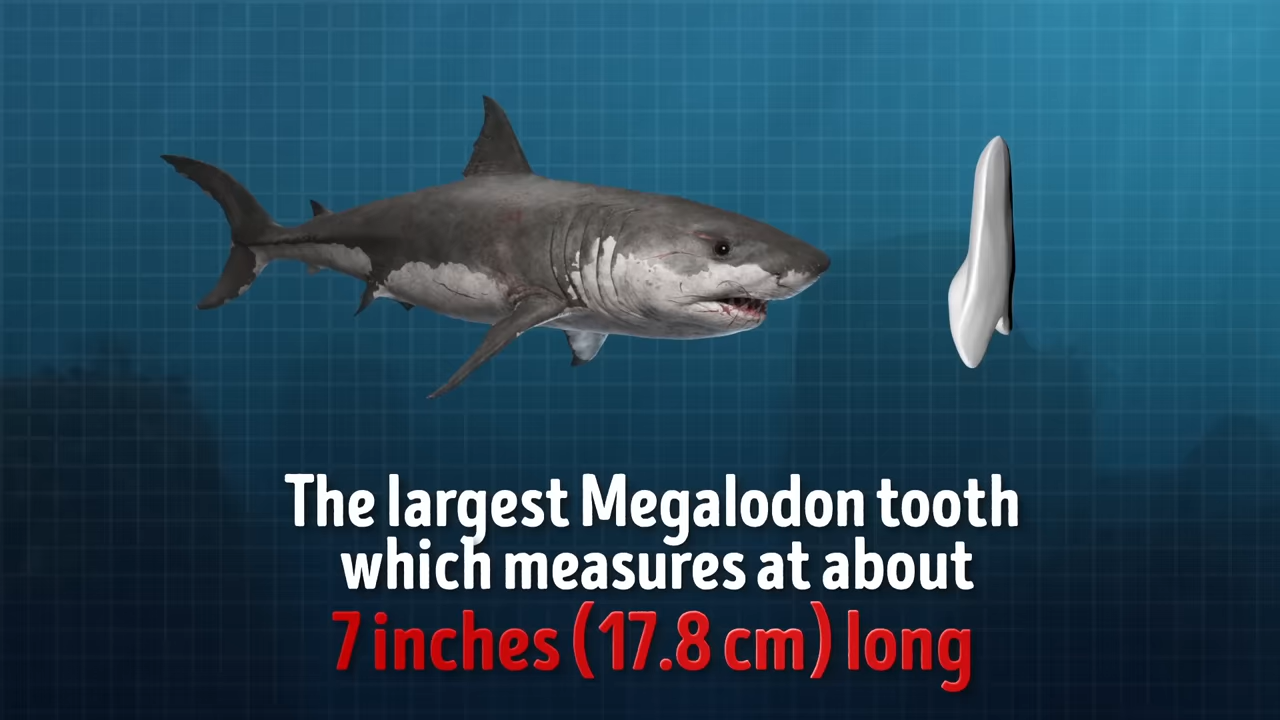 The largest Megalodon tooth
which measures at about
7 inches (17.8 cm) long